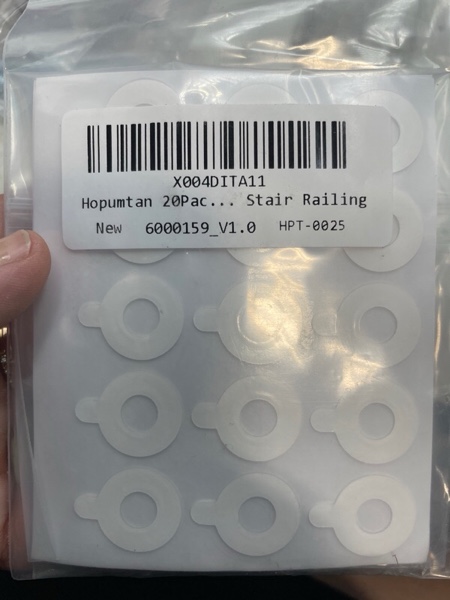 X004DITA11
Hopumtan 20Pac... Stair Railing
New 6000159_V1.0 HPT-0025